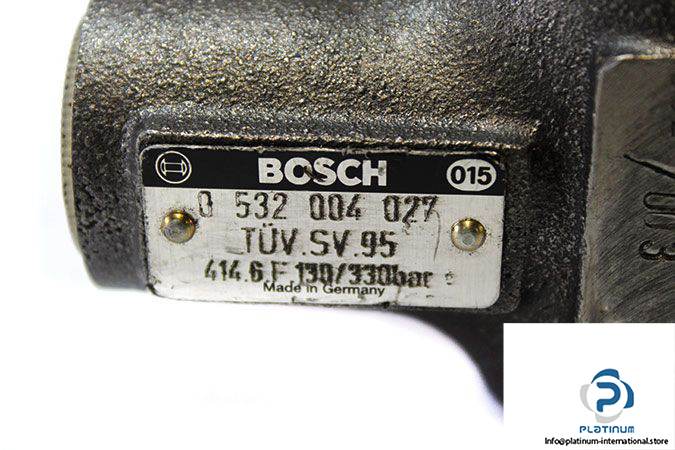 BOSCH 015
0 532 004 027
TÜV.SV.95
414.6.F 130/330bar
Made in Germany
003
PLATINUM
Info@platinum-international.store